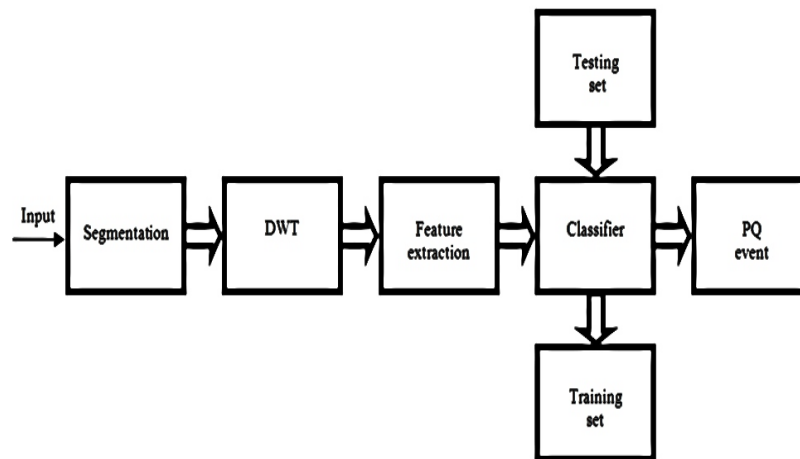 Testing
set
Input
Segmentation
DWT
Feature
extraction
Classifier
PQ
event
Training
set